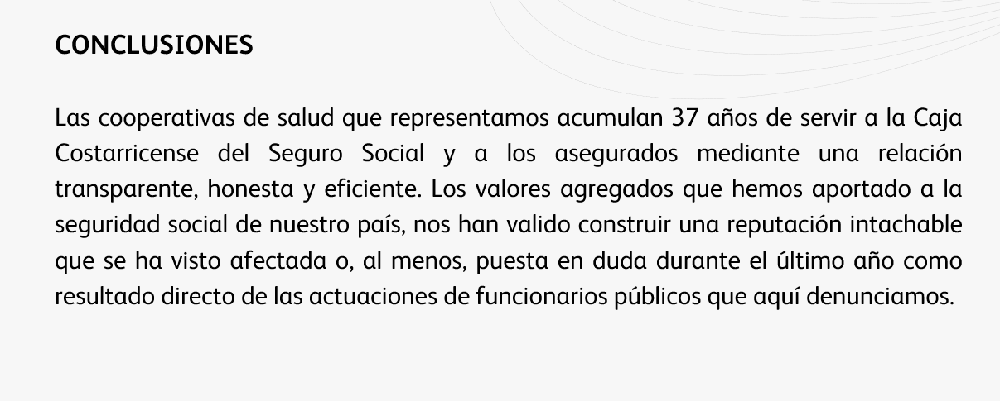 CONCLUSIONES
Las cooperativas de salud que representamos acumulan 37 años de servir a la Caja
Costarricense del Seguro Social y a los asegurados mediante una relación
transparente, honesta y eficiente. Los valores agregados que hemos aportado a la
seguridad social de nuestro país, nos han valido construir una reputación intachable
que se ha visto afectada o, al menos, puesta en duda durante el último año como
resultado directo de las actuaciones de funcionarios públicos que aquí denunciamos.